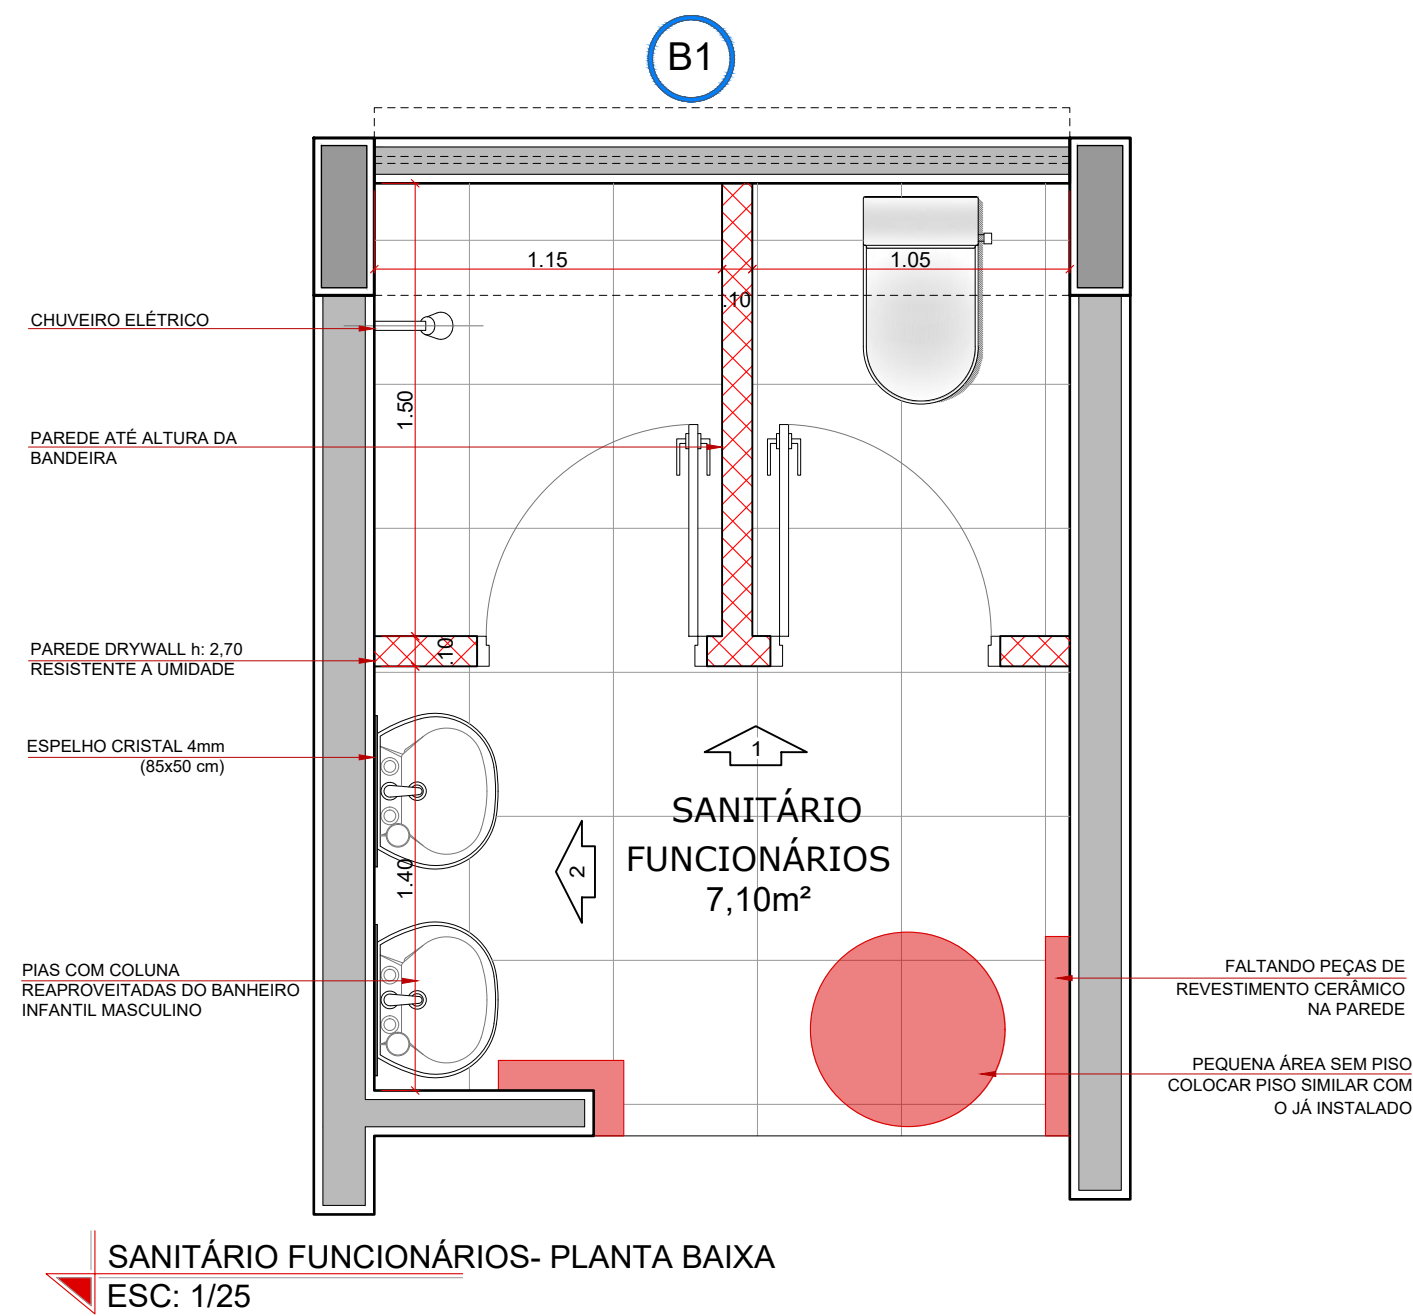 B1
1.15
1.05
.10
CHUVEIRO ELÉTRICO
1.50
PAREDE ATÉ ALTURA DA
BANDEIRA
.10
PAREDE DRYWALL h: 2,70
RESISTENTE A UMIDADE
ESPELHO CRISTAL 4mm
(85x50 cm)
1
SANITÁRIO
FUNCIONÁRIOS
7,10m²
2
1.40
PIAS COM COLUNA
REAPROVEITADAS DO BANHEIRO
INFANTIL MASCULINO
FALTANDO PEÇAS DE
REVESTIMENTO CERÂMICO
NA PAREDE
PEQUENA ÁREA SEM PISO
COLOCAR PISO SIMILAR COM
O JÁ INSTALADO
SANITÁRIO FUNCIONÁRIOS- PLANTA BAIXA
ESC: 1/25